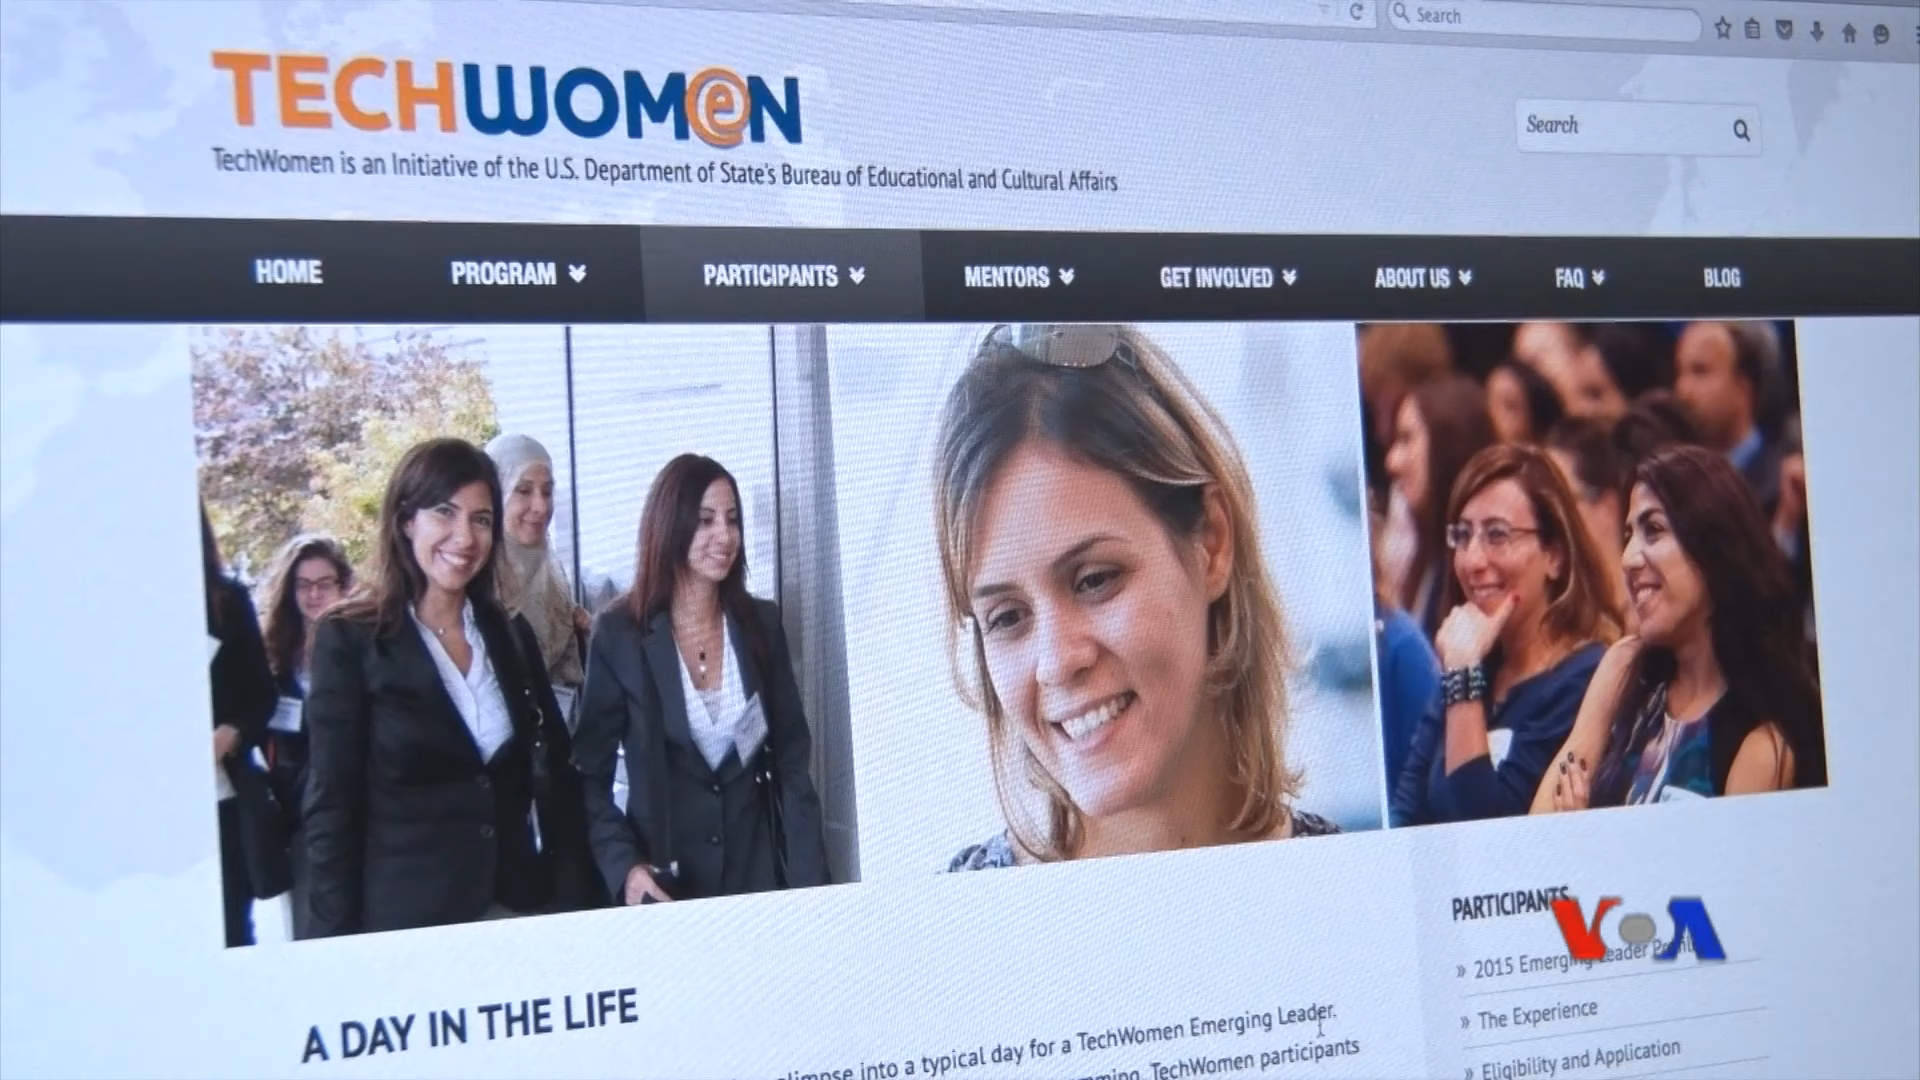 Search
TECHWOMEN
TechWomen is an Initiative of the U.S. Department of State's Bureau of Educational and Cultural Affairs
Search
HOME PROGRAM PARTICIPANTS MENTORS GET INVOLVED ABOUT US FAQ BLOG
PARTICIPANTS
VOA
» 2015 Emerging Leader Profiles
» The Experience
» Eligibility and Application
A DAY IN THE LIFE
glimpse into a typical day for a TechWomen Emerging Leader.
TechWomen participants